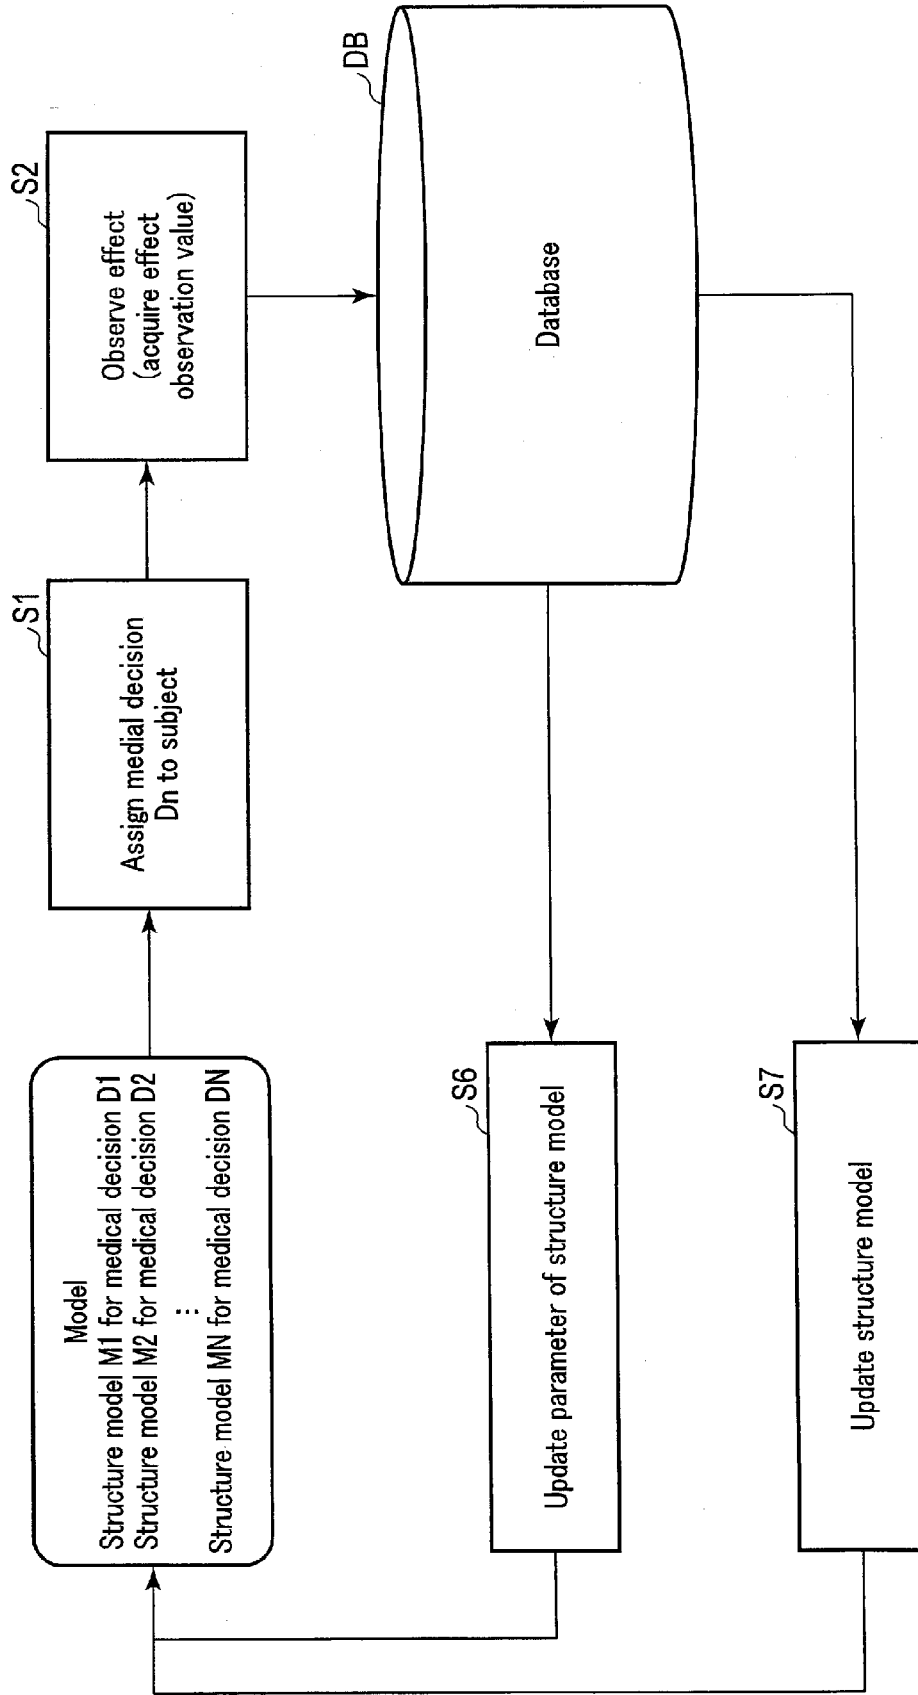 Model
Structure model M1 for medical decision D1
Structure model M2 for medical decision D2
⋮
Structure model MN for medical decision DN
S1
Assign medial decision
Dn to subject
S2
Observe effect
(acquire effect
observation value)
DB
Database
S6
Update parameter of structure model
S7
Update structure model